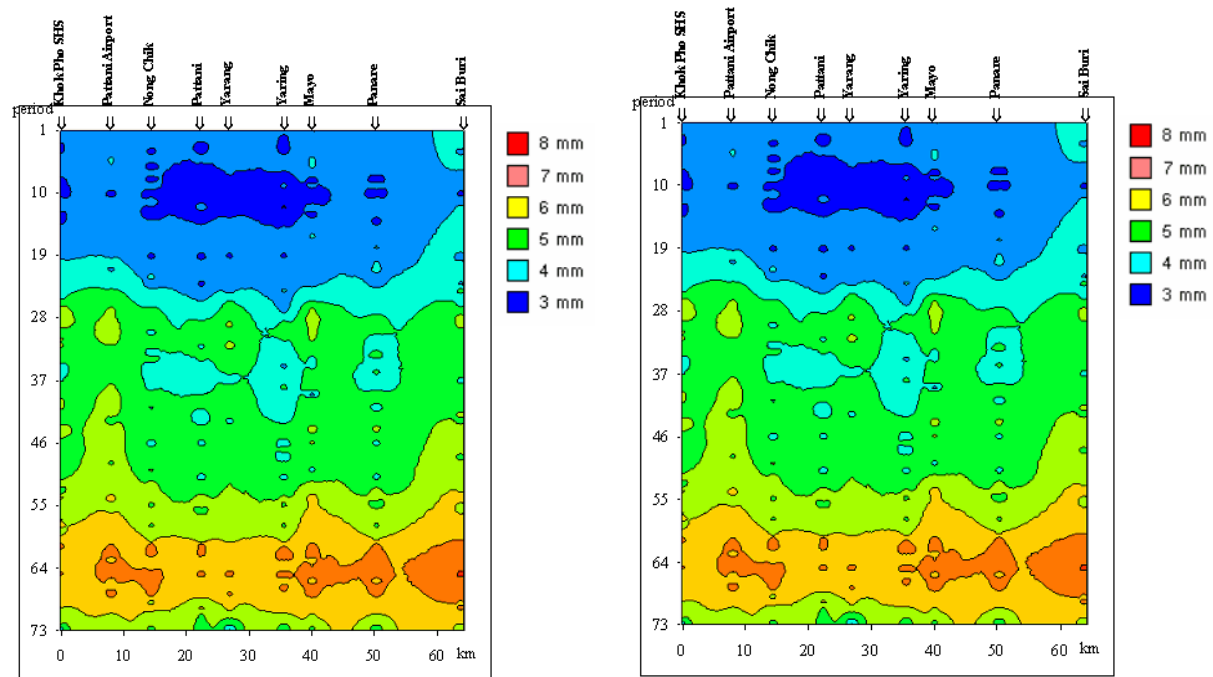 Khok Pho SHS
Pattani Airport
Nong Chik
Pattani
Yarang
Yaring
Mayo
Panare
Sai Buri
period
1
10
19
28
37
46
55
64
73
0
10
20
30
40
50
60
km
8 mm
7 mm
6 mm
5 mm
4 mm
3 mm
Khok Pho SHS
Pattani Airport
Nong Chik
Pattani
Yarang
Yaring
Mayo
Panare
Sai Buri
period
1
10
19
28
37
46
55
64
73
0
10
20
30
40
50
60
km
8 mm
7 mm
6 mm
5 mm
4 mm
3 mm